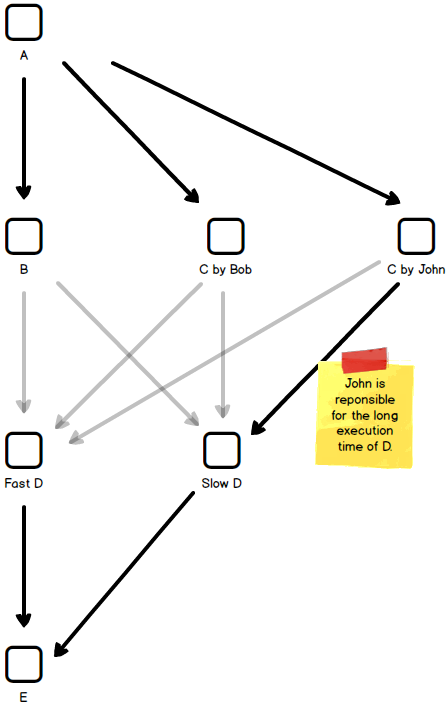 A
B
C by Bob
C by John
John is
reponsible
for the long
execution
time of D.
Fast D
Slow D
E